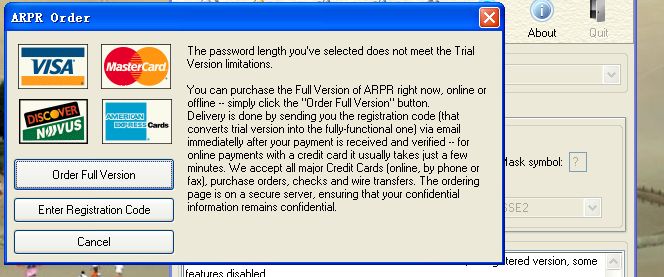 ARPR Order
VISA
MasterCard
The password length you've selected does not meet the Trial
Version limitations.
You can purchase the Full Version of ARPR right now, online or
offline -- simply click the "Order Full Version" button.
Delivery is done by sending you the registration code (that
converts trial version into the fully-functional one) via email
immediatelly after your payment is received and verified -- for
online payments with a credit card it usually takes just a few
minutes. We accept all major Credit Cards (online, by phone or
fax), purchase orders, checks and wire transfers. The ordering
page is on a secure server, ensuring that your confidential
information remains confidential.
DISCOVER
NOVUS
AMERICAN
EXPRESS Cards
Order Full Version
Enter Registration Code
Cancel
About
Quit
Mask symbol: ?
SSE2
features disabled